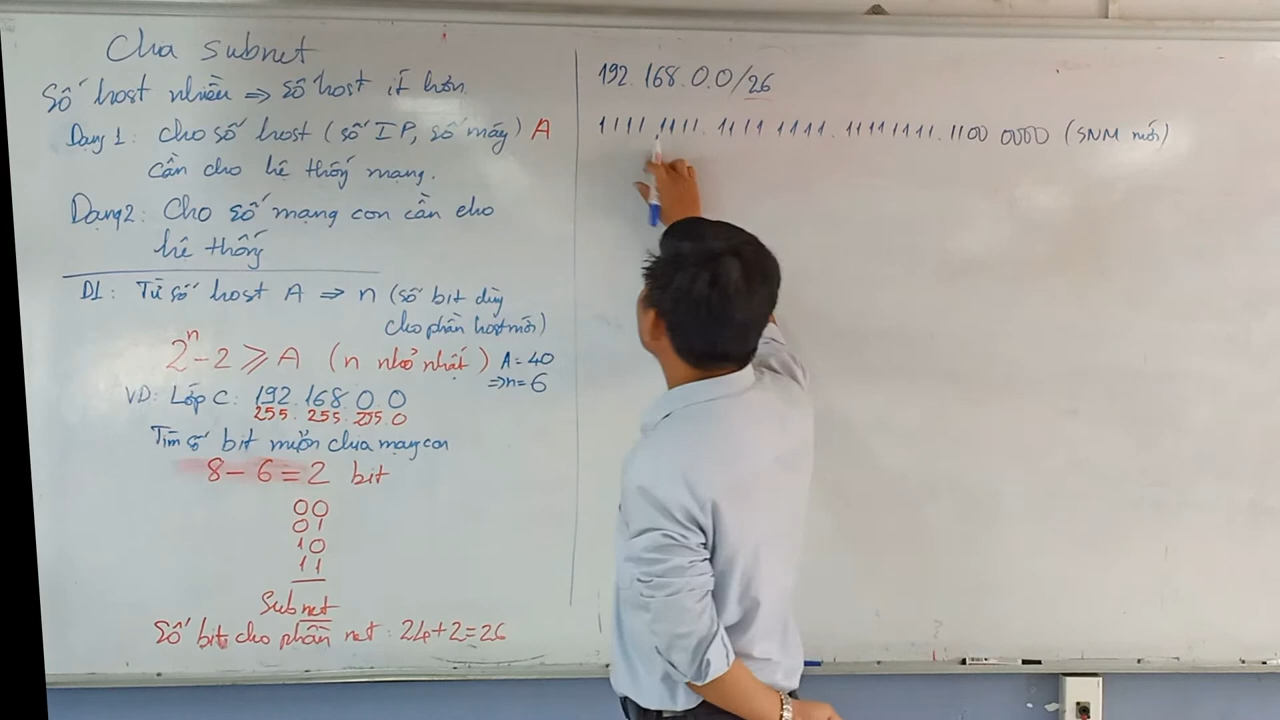 Chia Subnet
Số host nhiều ⇒ số host ít hơn
Dạng 1: Cho số host (số IP, số máy) A
cần cho hệ thống mạng.
Dạng 2: Cho số mạng con cần cho
hệ thống
D1: Từ số host A ⇒ n (số bit dùng
cho phần host mới)
2ⁿ-2 ⩾ A (n nhỏ nhất) A = 40
⇒n=6
VD: Lớp C: 192.168.0.0
255.255.255.0
Tìm số bit mượn chia mạng con
8-6=2 bit
00
01
10
11
Subnet
Số bit cho phần net: 24+2=26
192.168.0.0/26
1111 1111. 1111 1111. 11111111. 1100 0000 (SNM mới)